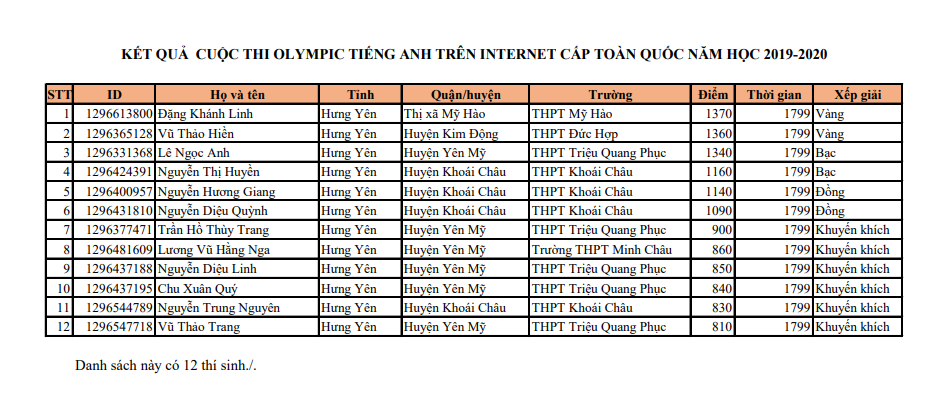 KẾT QUẢ CUỘC THI OLYMPIC TIẾNG ANH TRÊN INTERNET CẤP TOÀN QUỐC NĂM HỌC 2019-2020
STT ID Họ và tên Tỉnh Quận/huyện Trường Điểm Thời gian Xếp giải
1 1296613800 Đặng Khánh Linh Hưng Yên Thị xã Mỹ Hào THPT Mỹ Hào 1370 1799 Vàng
2 1296365128 Vũ Thảo Hiền Hưng Yên Huyện Kim Động THPT Đức Hợp 1360 1799 Vàng
3 1296331368 Lê Ngọc Anh Hưng Yên Huyện Yên Mỹ THPT Triệu Quang Phục 1340 1799 Bạc
4 1296424391 Nguyễn Thị Huyền Hưng Yên Huyện Khoái Châu THPT Khoái Châu 1160 1799 Bạc
5 1296400957 Nguyễn Hương Giang Hưng Yên Huyện Khoái Châu THPT Khoái Châu 1140 1799 Đồng
6 1296431810 Nguyễn Diệu Quỳnh Hưng Yên Huyện Khoái Châu THPT Khoái Châu 1090 1799 Đồng
7 1296377471 Trần Hồ Thùy Trang Hưng Yên Huyện Yên Mỹ THPT Triệu Quang Phục 900 1799 Khuyến khích
8 1296481609 Lương Vũ Hằng Nga Hưng Yên Huyện Yên Mỹ Trường THPT Minh Châu 860 1799 Khuyến khích
9 1296437188 Nguyễn Diệu Linh Hưng Yên Huyện Yên Mỹ THPT Triệu Quang Phục 850 1799 Khuyến khích
10 1296437195 Chu Xuân Quý Hưng Yên Huyện Yên Mỹ THPT Triệu Quang Phục 840 1799 Khuyến khích
11 1296544789 Nguyễn Trung Nguyên Hưng Yên Huyện Khoái Châu THPT Khoái Châu 830 1799 Khuyến khích
12 1296547718 Vũ Thảo Trang Hưng Yên Huyện Yên Mỹ THPT Triệu Quang Phục 810 1799 Khuyến khích
Danh sách này có 12 thí sinh./.